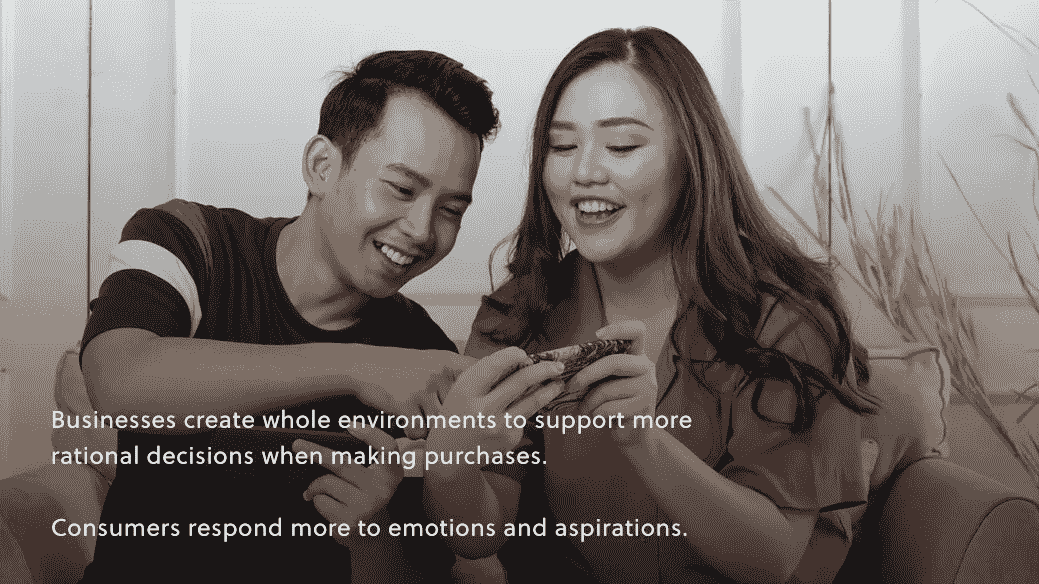 Businesses create whole environments to support more
rational decisions when making purchases.
Consumers respond more to emotions and aspirations.